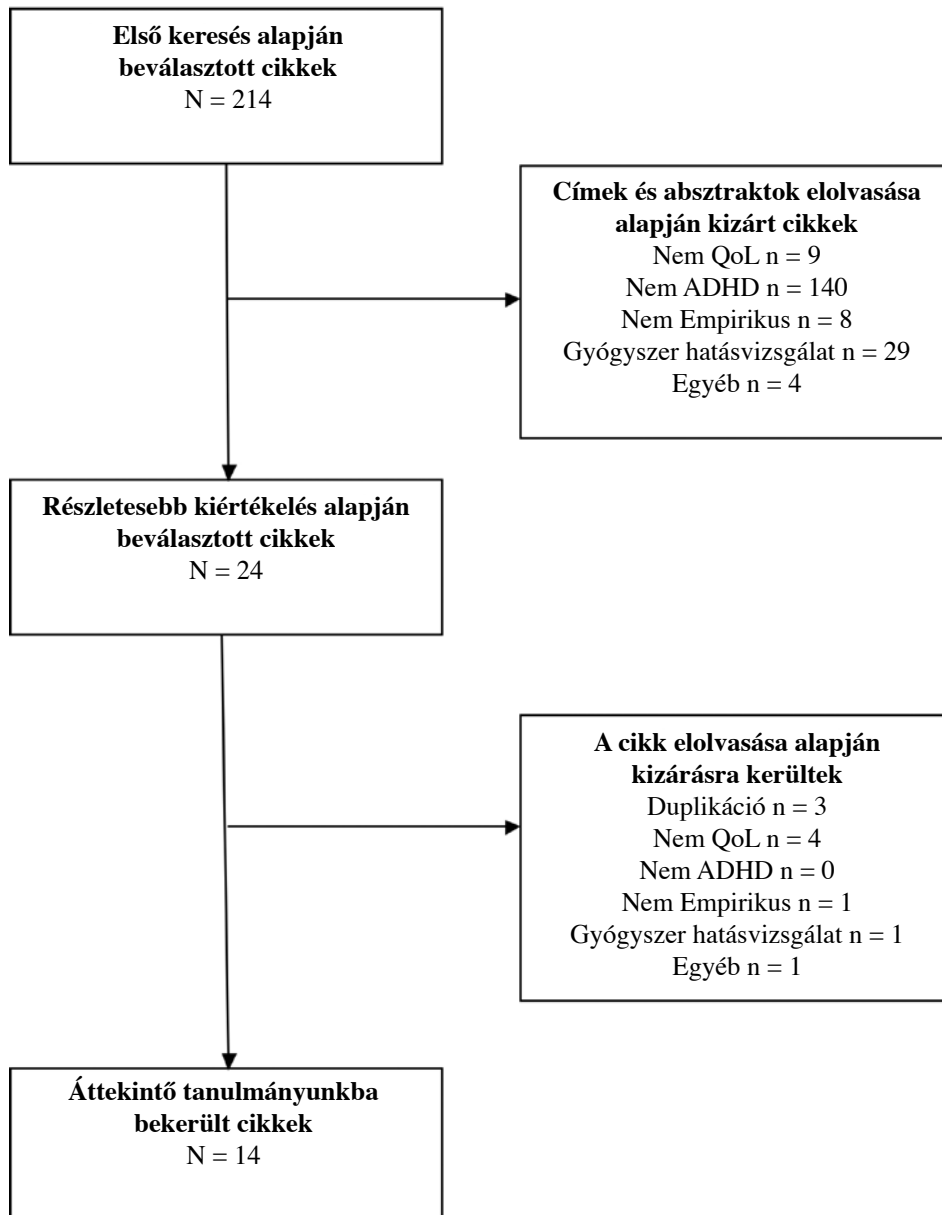 Első keresés alapján
beválasztott cikkek
N = 214
Címek és absztraktok elolvasása
alapján kizárt cikkek
Nem QoL n = 9
Nem ADHD n = 140
Nem Empirikus n = 8
Gyógyszer hatásvizsgálat n = 29
Egyéb n = 4
Részletesebb kiértékelés alapján
beválasztott cikkek
N = 24
A cikk elolvasása alapján
kizárásra kerültek
Duplikáció n = 3
Nem QoL n = 4
Nem ADHD n = 0
Nem Empirikus n = 1
Gyógyszer hatásvizsgálat n = 1
Egyéb n = 1
Áttekintő tanulmányunkba
bekerült cikkek
N = 14